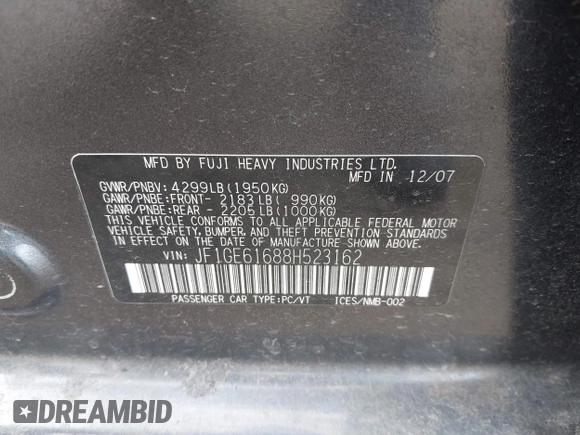 MFD BY FUJI HEAVY INDUSTRIES LTD.
MFD IN 12/07
GVWR/PNBV: 4299LB(1950KG)
GAWR/PNBE:FRONT- 2183LB( 990KG)
GAWR/PNBE:REAR - 2205LB(1000KG)
THIS VEHICLE CONFORMS TO ALL APPLICABLE FEDERAL MOTOR
VEHICLE SAFETY, BUMPER, AND THEFT PREVENTION STANDARDS
IN EFFECT ON THE DATE OF MANUFACTURE SHOWN ABOVE.
VIN: JF1GE61688H523162
PASSENGER CAR TYPE:PC/VT ICES/NMB-002
DREAMBID